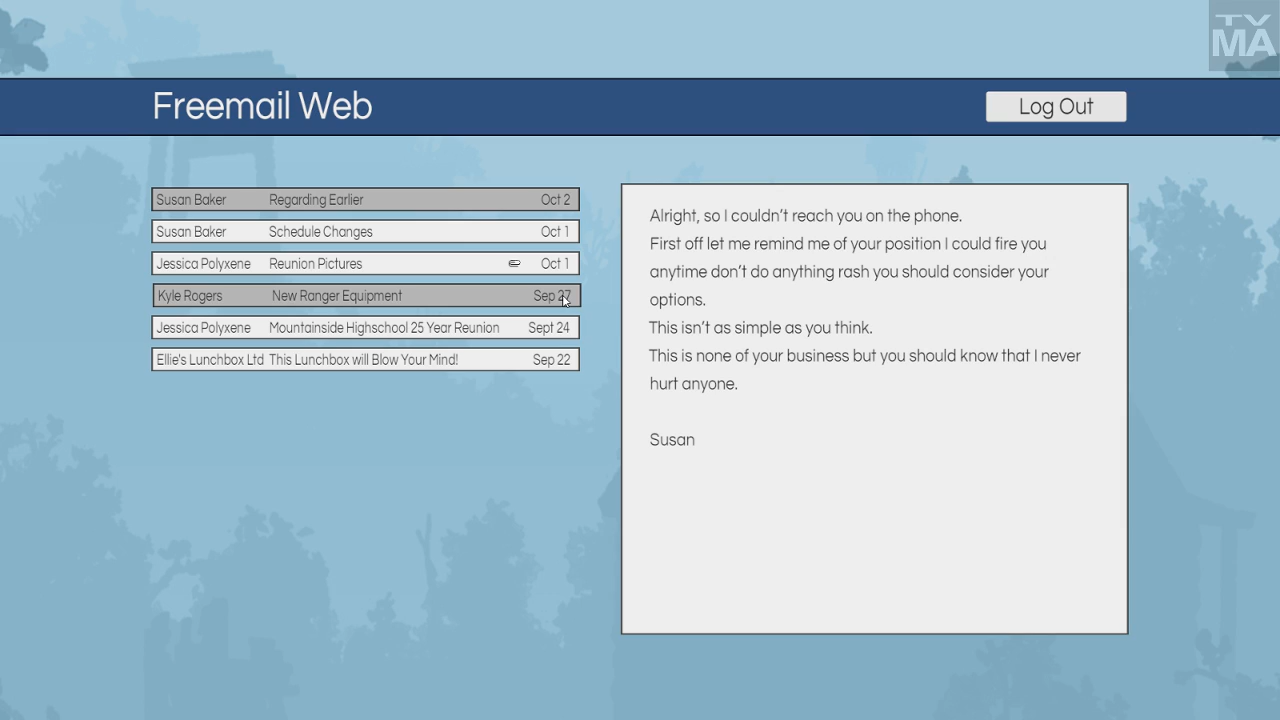 TV
MA
Freemail Web
Log Out
Susan Baker Regarding Earlier Oct 2
Susan Baker Schedule Changes Oct 1
Jessica Polyxene Reunion Pictures Oct 1
Kyle Rogers New Ranger Equipment Sep 27
Jessica Polyxene Mountainside Highschool 25 Year Reunion Sept 24
Ellie's Lunchbox Ltd This Lunchbox will Blow Your Mind! Sep 22
Alright, so I couldn't reach you on the phone.
First off let me remind me of your position I could fire you
anytime don't do anything rash you should consider your
options.
This isn't as simple as you think.
This is none of your business but you should know that I never
hurt anyone.
Susan